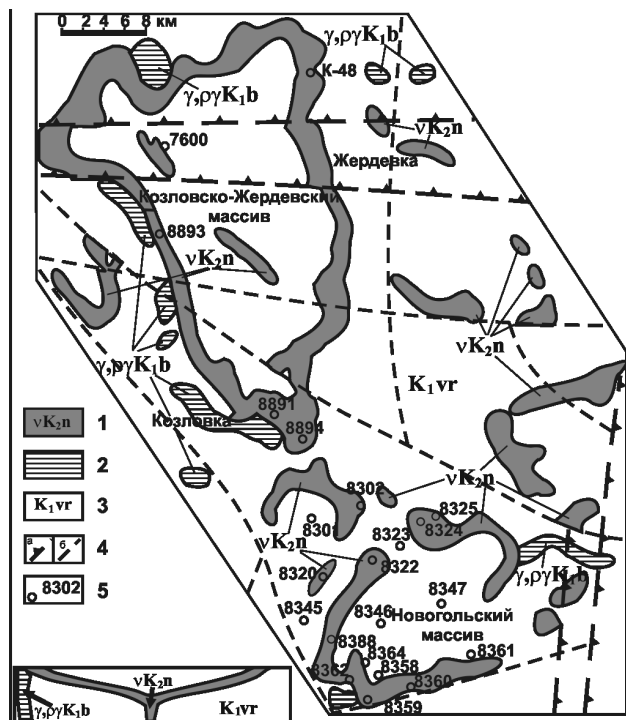 0 2 4 6 8 км
γ,ργK₁b
γ,ργK₁b
К-48
νK₂n
7600
Жердевка
Козловско-Жердевский
массив
8893
νK₂n
νK₂n
γ,ργK₁b
K₁vr
8891
Козловка
8894
νK₂n 1
2
K₁vr 3
а б 4
8302 5
νK₂n
8302
8325
8301
8324
νK₂n
8323
8322
γ,ργK₁b
8320
8347
8345
8346
Новогольский
массив
8388
8364
8361
8362
8358
8360
8359
νK₂n
γ,ργK₁b
K₁vr